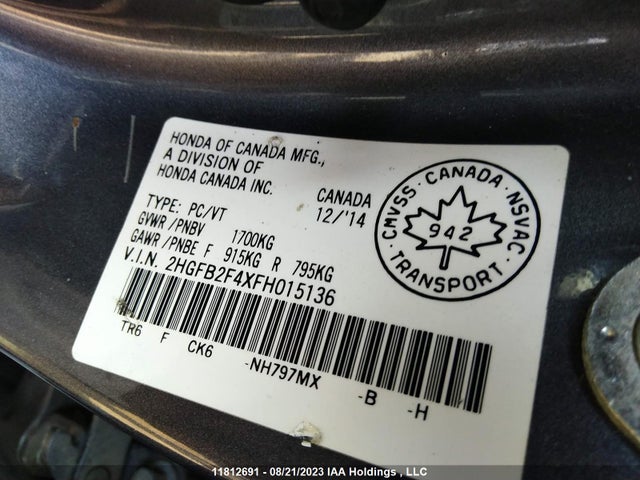 HONDA OF CANADA MFG.,
A DIVISION OF
HONDA CANADA INC.
CANADA
12/'14
TYPE: PC/VT
GVWR/PNBV 1700KG
GAWR/PNBE F 915KG R 795KG
V.I.N. 2HGFB2F4XFH015136
TR6 F CK6 -NH797MX -B -H
CMVSS · CANADA · NSVAC
942
· TRANSPORT ·
11812691 - 08/21/2023 IAA Holdings , LLC